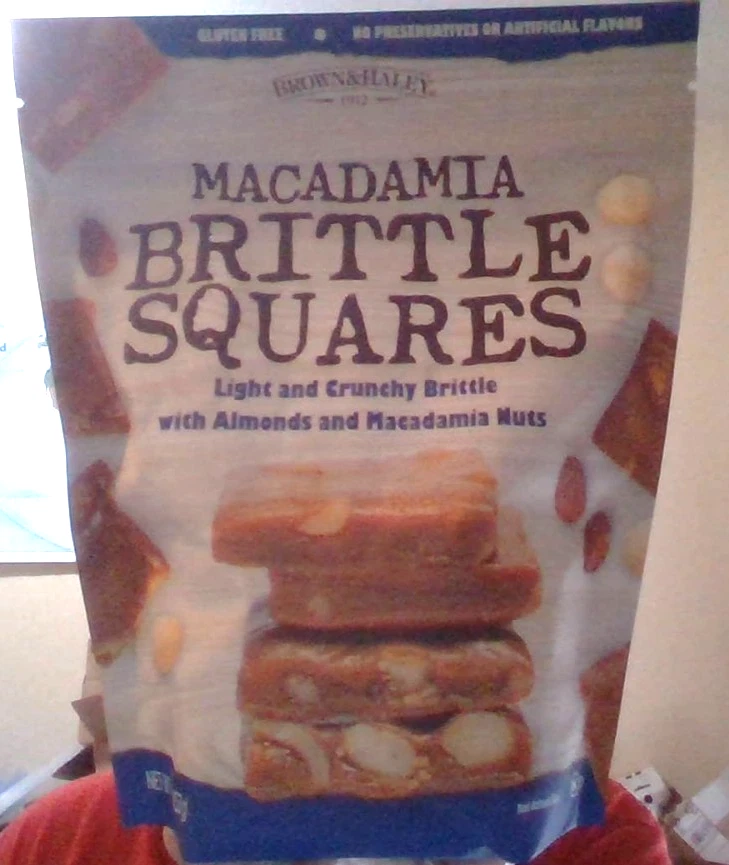 GLUTEN FREE • NO PRESERVATIVES OR ARTIFICIAL FLAVORS
BROWN & HALEY
1912
MACADAMIA
BRITTLE
SQUARES
Light and Crunchy Brittle
with Almonds and Macadamia Nuts
NET